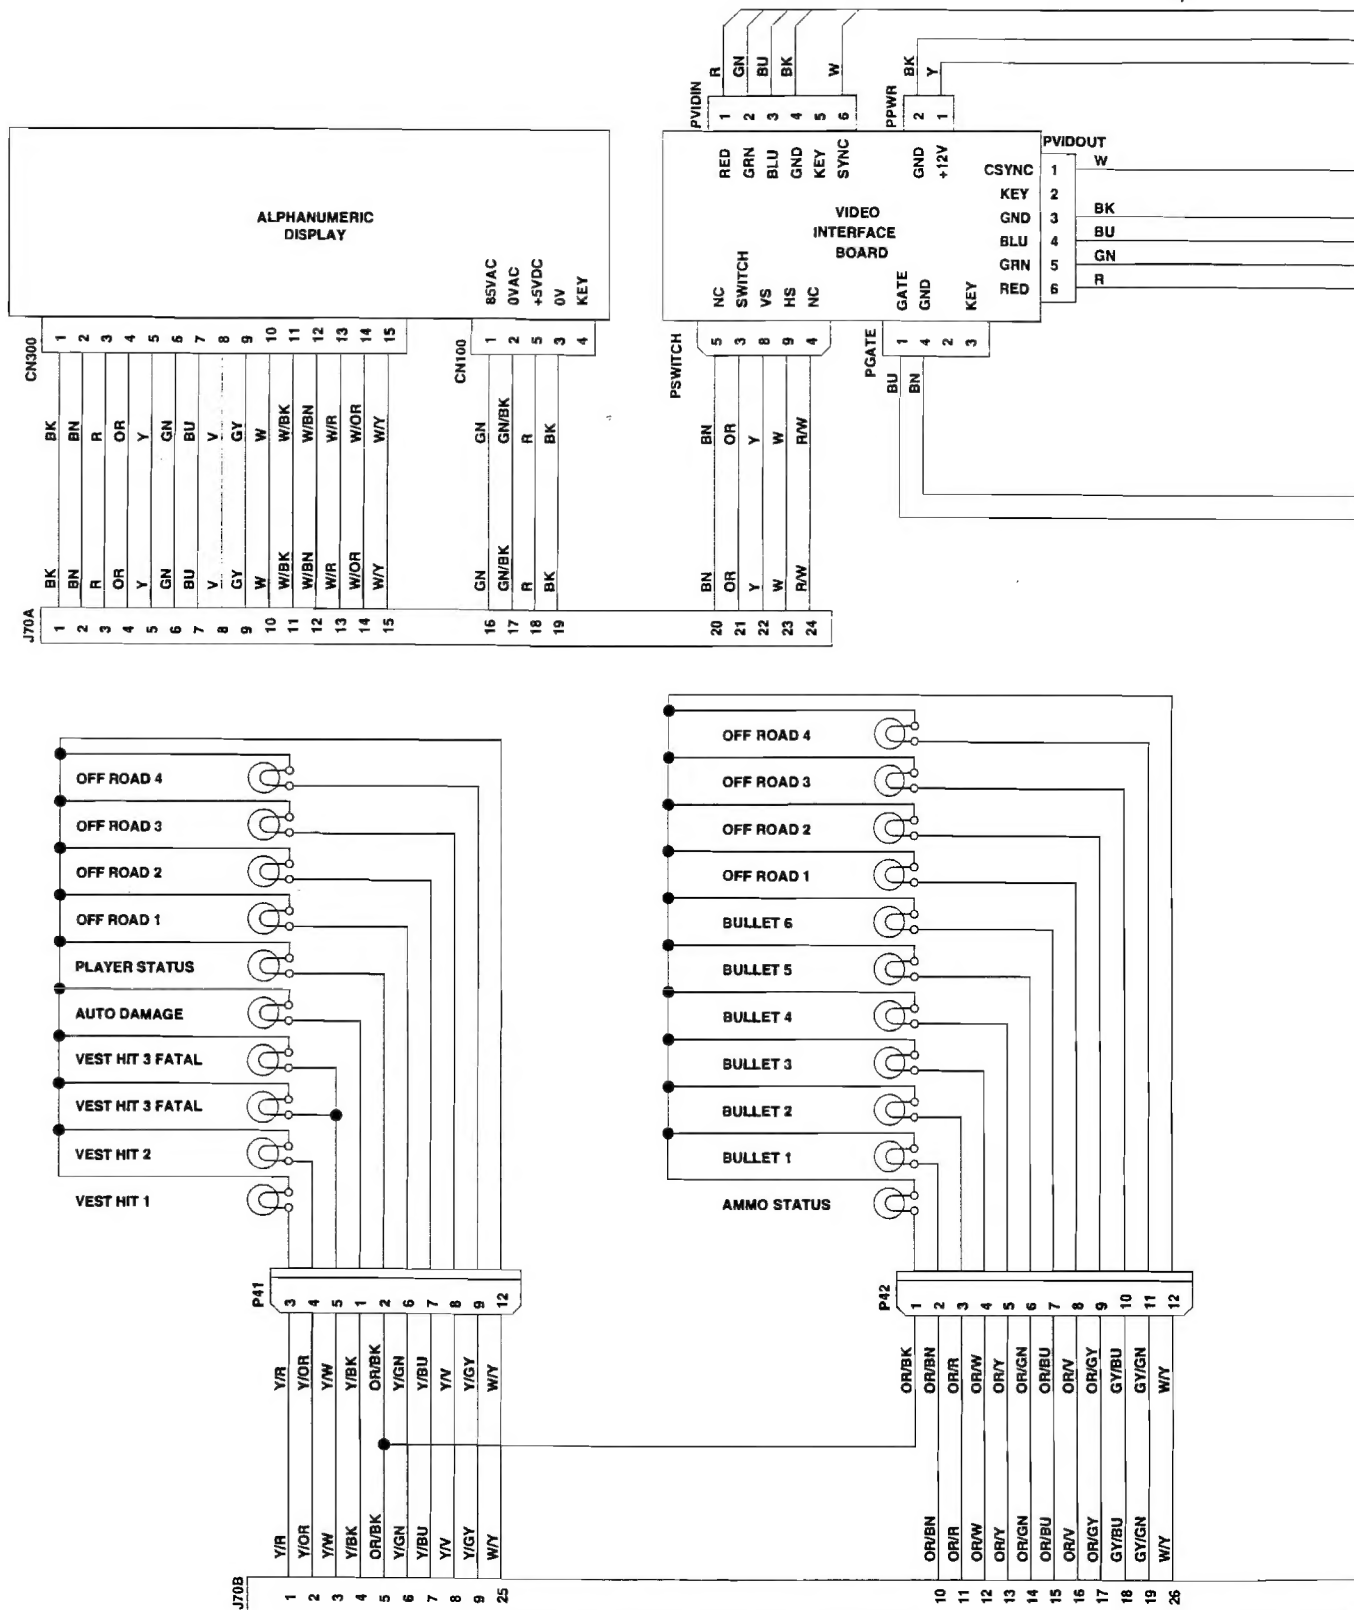 R GN BU BK W BK Y
PVIDIN 1 2 3 4 5 6 PPWR 2 1
RED GRN BLU GND KEY SYNC GND +12V
PVIDOUT
CSYNC 1 W
KEY 2
GND 3 BK
BLU 4 BU
GRN 5 GN
RED 6 R
VIDEO
INTERFACE
BOARD
ALPHANUMERIC
DISPLAY
85VAC 0VAC +5VDC 0V KEY
NC SWITCH VS HS NC GATE GND KEY
CN300 1 2 3 4 5 6 7 8 9 10 11 12 13 14 15
CN100 1 2 5 3 4
PSWITCH 5 3 8 9 4
PGATE 1 4 2 3
BU BN
BK BN R OR Y GN BU V GY W W/BK W/BN W/R W/OR W/Y
GN GN/BK R BK
BN OR Y W R/W
BK BN R OR Y GN BU V GY W W/BK W/BN W/R W/OR W/Y
GN GN/BK R BK
BN OR Y W R/W
J70A 1 2 3 4 5 6 7 8 9 10 11 12 13 14 15 16 17 18 19 20 21 22 23 24
OFF ROAD 4
OFF ROAD 3
OFF ROAD 2
OFF ROAD 1
PLAYER STATUS
AUTO DAMAGE
VEST HIT 3 FATAL
VEST HIT 3 FATAL
VEST HIT 2
VEST HIT 1
P41 3 4 5 1 2 6 7 8 9 12
Y/R Y/OR Y/W Y/BK OR/BK Y/GN Y/BU Y/V Y/GY W/Y
Y/R Y/OR Y/W Y/BK OR/BK Y/GN Y/BU Y/V Y/GY W/Y
OFF ROAD 4
OFF ROAD 3
OFF ROAD 2
OFF ROAD 1
BULLET 6
BULLET 5
BULLET 4
BULLET 3
BULLET 2
BULLET 1
AMMO STATUS
P42 1 2 3 4 5 6 7 8 9 10 11 12
OR/BK OR/BN OR/R OR/W OR/Y OR/GN OR/BU OR/V OR/GY GY/BU GY/GN W/Y
OR/BN OR/R OR/W OR/Y OR/GN OR/BU OR/V OR/GY GY/BU GY/GN W/Y
J70B 1 2 3 4 5 6 7 8 9 25 10 11 12 13 14 15 16 17 18 19 26